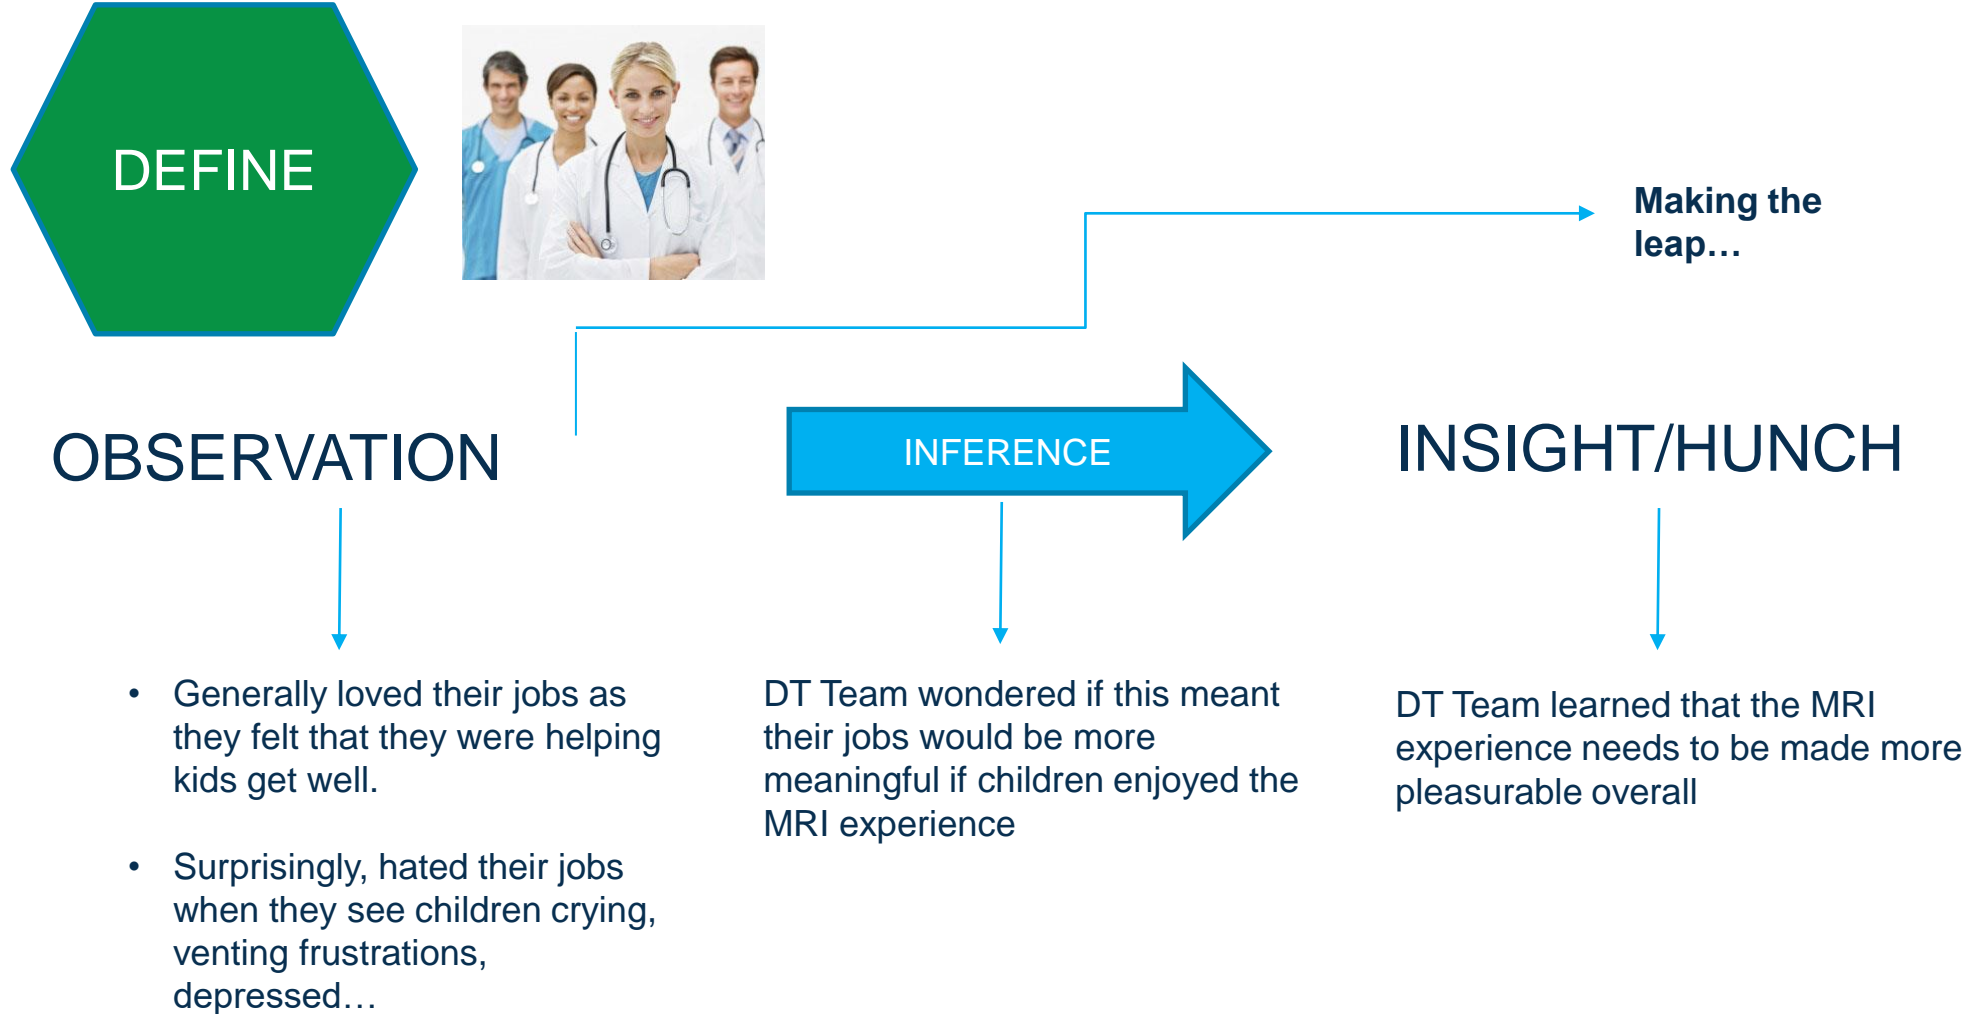 DEFINE
Making the
leap…
OBSERVATION
INFERENCE
INSIGHT/HUNCH
• Generally loved their jobs as
they felt that they were helping
kids get well.
• Surprisingly, hated their jobs
when they see children crying,
venting frustrations,
depressed…
DT Team wondered if this meant
their jobs would be more
meaningful if children enjoyed the
MRI experience
DT Team learned that the MRI
experience needs to be made more
pleasurable overall